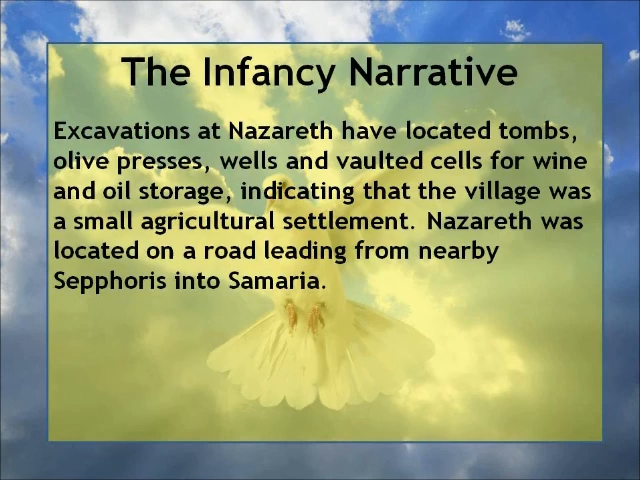 The Infancy Narrative
Excavations at Nazareth have located tombs,
olive presses, wells and vaulted cells for wine
and oil storage, indicating that the village was
a small agricultural settlement. Nazareth was
located on a road leading from nearby
Sepphoris into Samaria.